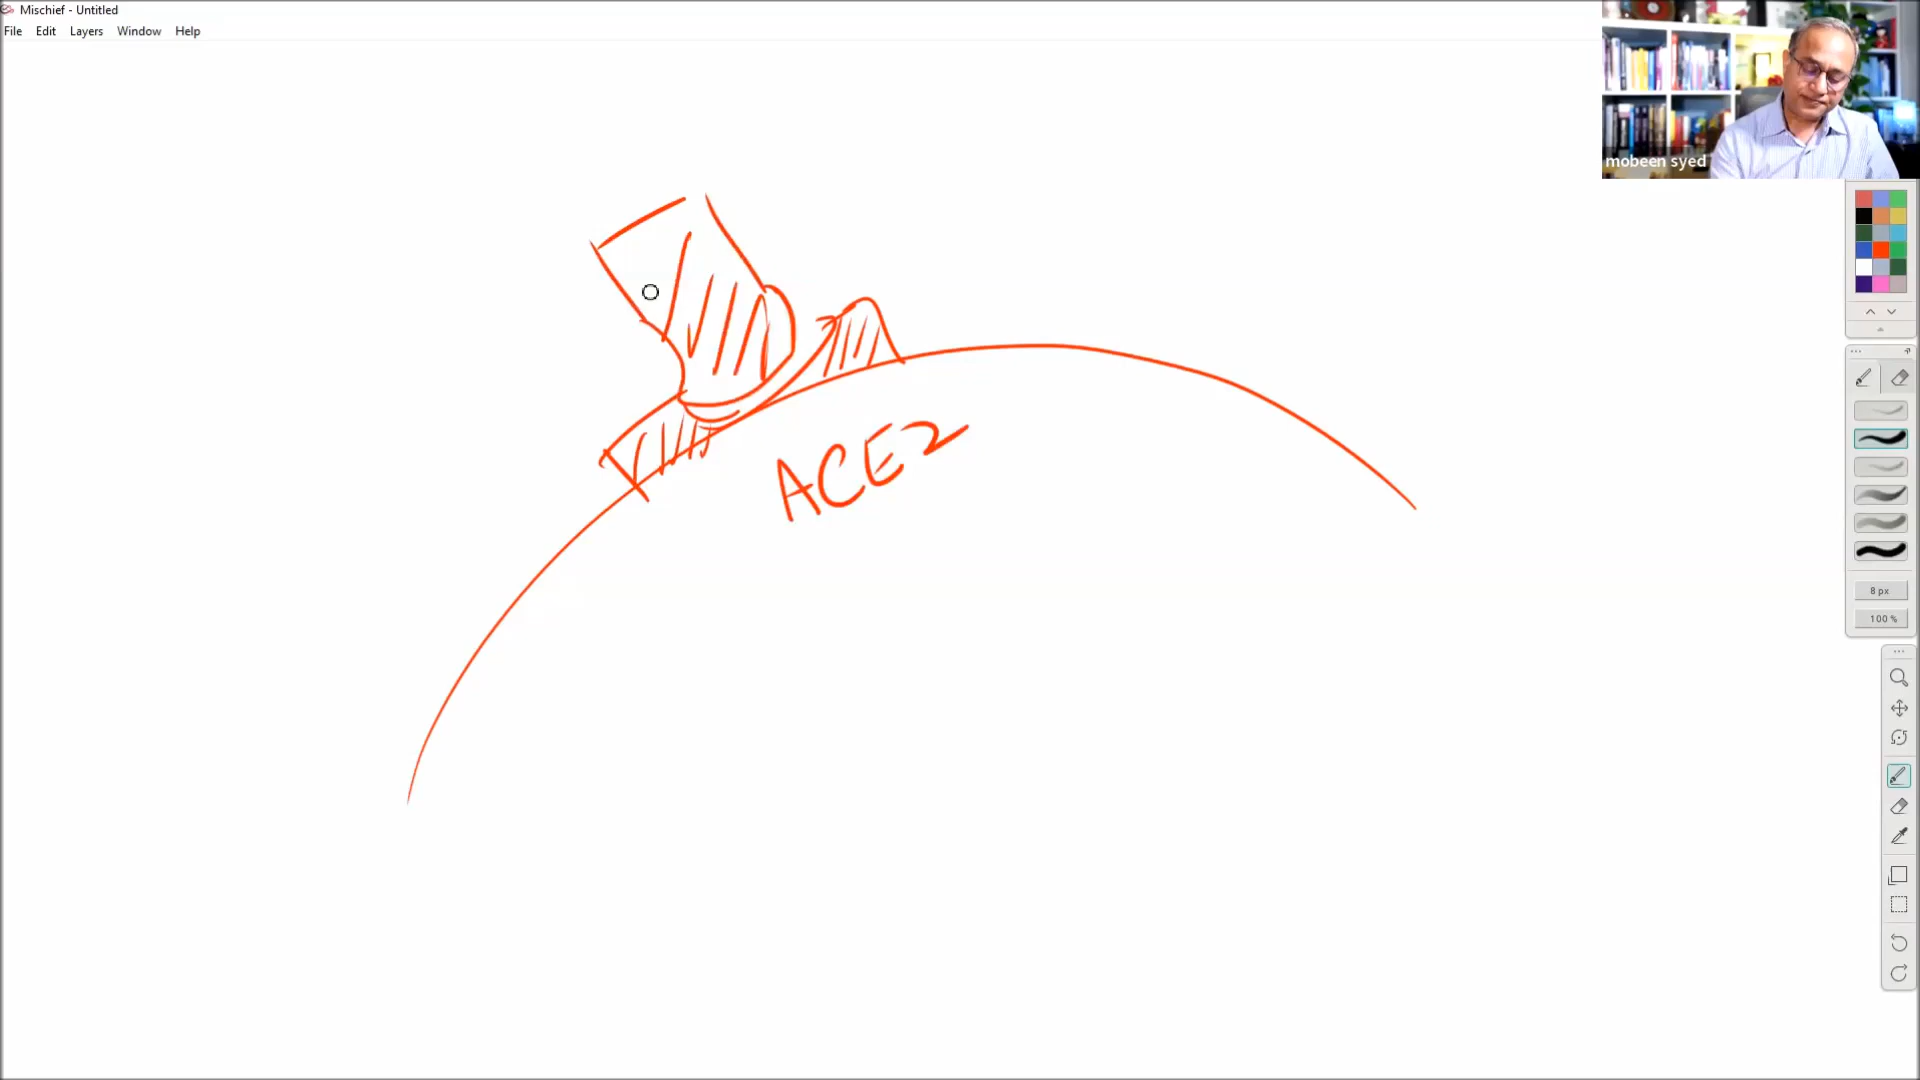 Mischief - Untitled
File Edit Layers Window Help
mobeen syed
ACE2
8 px
100 %